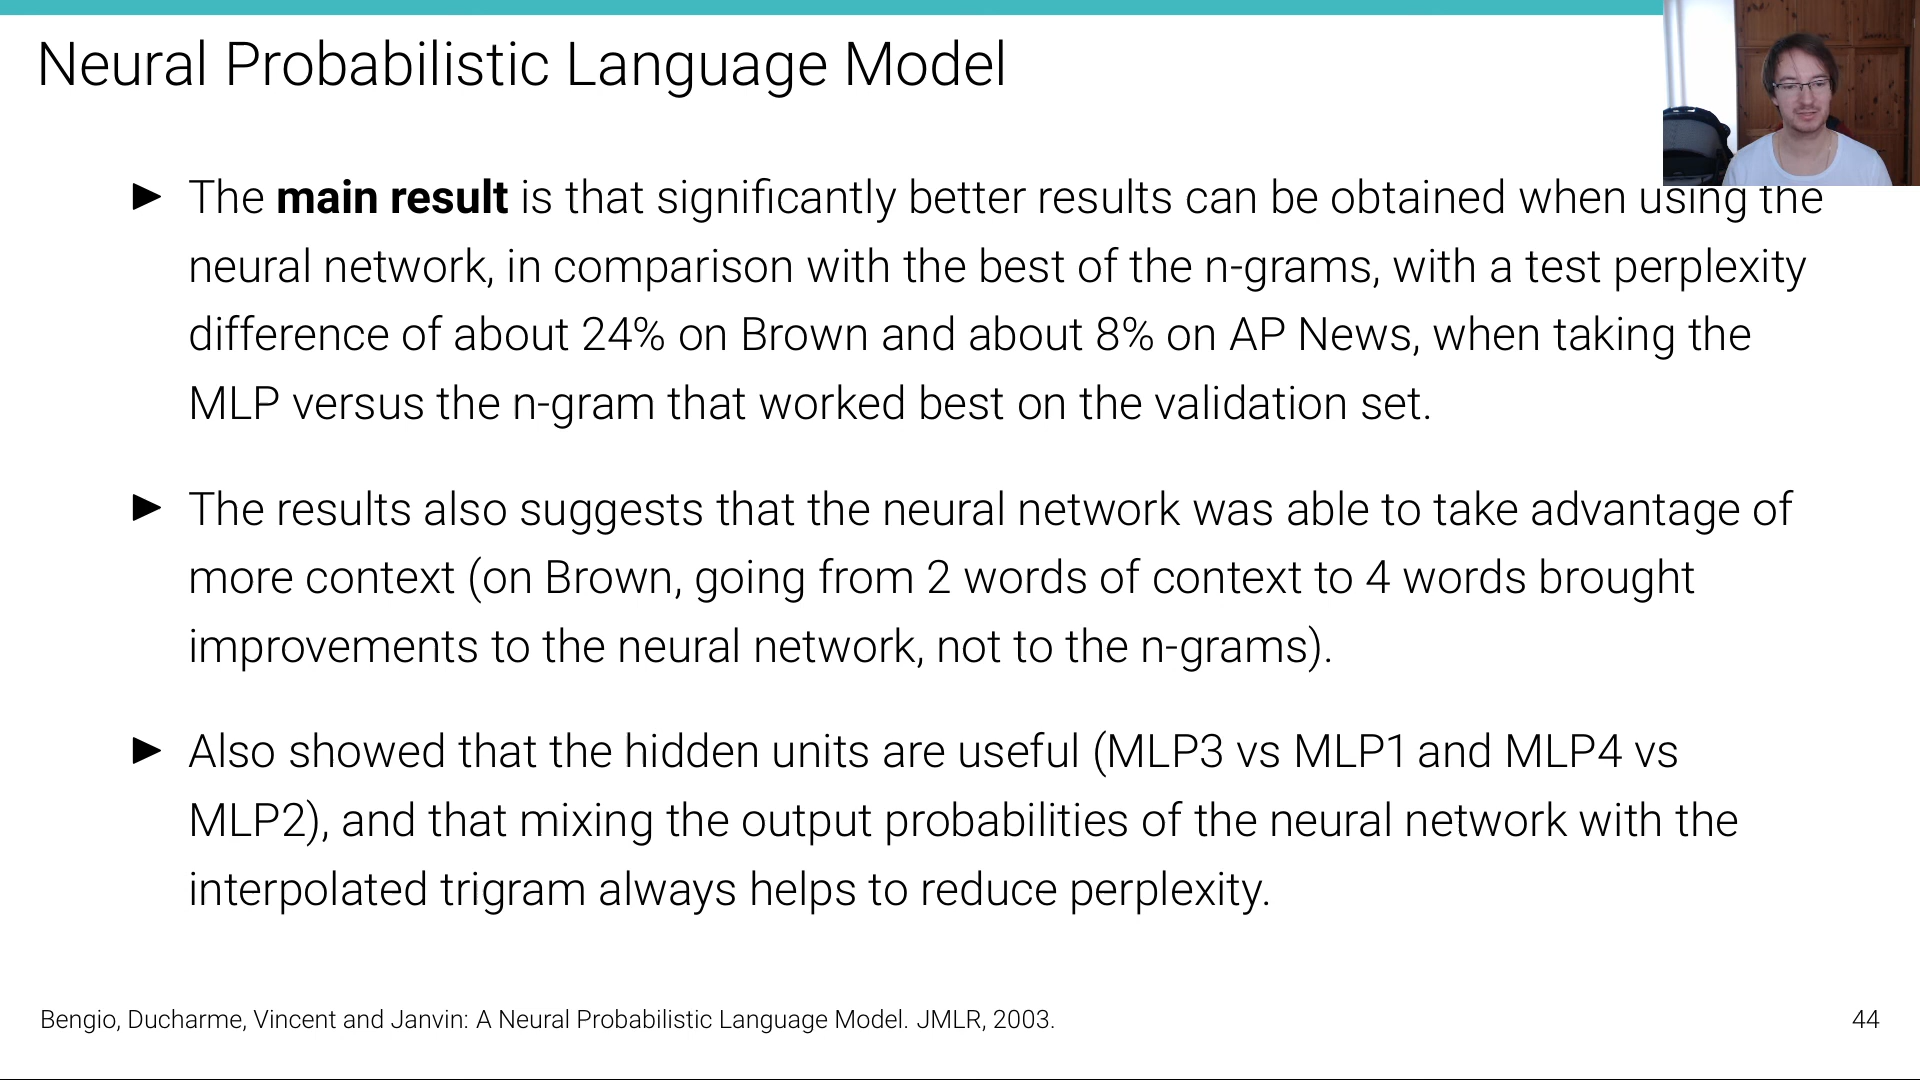 Neural Probabilistic Language Model
► The main result is that significantly better results can be obtained when using the
neural network, in comparison with the best of the n-grams, with a test perplexity
difference of about 24% on Brown and about 8% on AP News, when taking the
MLP versus the n-gram that worked best on the validation set.
► The results also suggests that the neural network was able to take advantage of
more context (on Brown, going from 2 words of context to 4 words brought
improvements to the neural network, not to the n-grams).
► Also showed that the hidden units are useful (MLP3 vs MLP1 and MLP4 vs
MLP2), and that mixing the output probabilities of the neural network with the
interpolated trigram always helps to reduce perplexity.
Bengio, Ducharme, Vincent and Janvin: A Neural Probabilistic Language Model. JMLR, 2003.
44